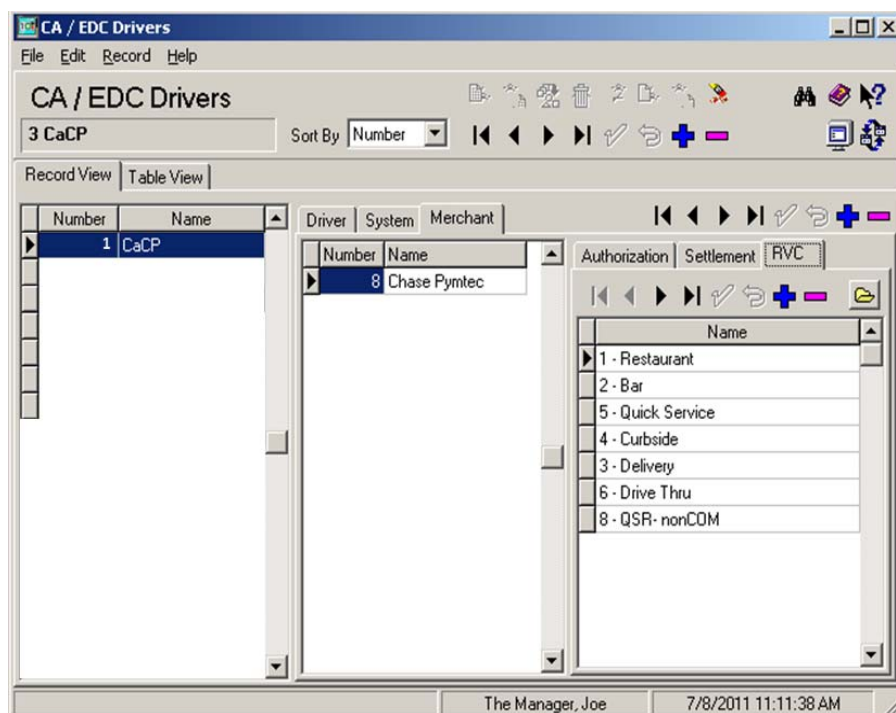 CA / EDC Drivers
File Edit Record Help
CA / EDC Drivers
3 CaCP
Sort By Number
Record View Table View
Number Name
1 CaCP
Driver System Merchant
Number Name
8 Chase Pymtec
Authorization Settlement RVC
Name
1 - Restaurant
2 - Bar
5 - Quick Service
4 - Curbside
3 - Delivery
6 - Drive Thru
8 - QSR- nonCOM
The Manager, Joe 7/8/2011 11:11:38 AM